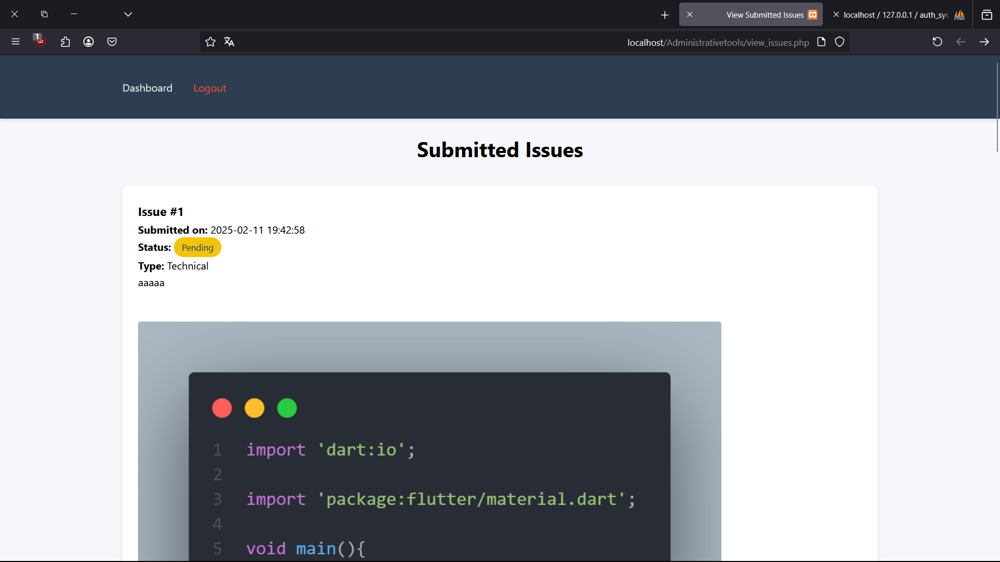 View Submitted Issues
localhost / 127.0.0.1 / auth_sys
1
localhost/Administrativetools/view_issues.php
Dashboard Logout
Submitted Issues
Issue #1
Submitted on: 2025-02-11 19:42:58
Status: Pending
Type: Technical
aaaaa
1 import 'dart:io';
2
3 import 'package:flutter/material.dart';
4
5 void main(){